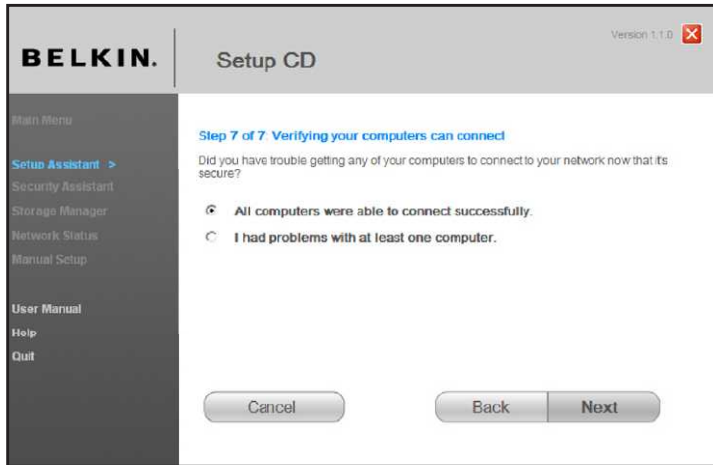 BELKIN.
Setup CD
Version 1.1.0
Main Menu
Setup Assistant >
Security Assistant
Storage Manager
Network Status
Manual Setup
User Manual
Help
Quit
Step 7 of 7: Verifying your computers can connect
Did you have trouble getting any of your computers to connect to your network now that it's
secure?
All computers were able to connect successfully.
I had problems with at least one computer.
Cancel
Back
Next